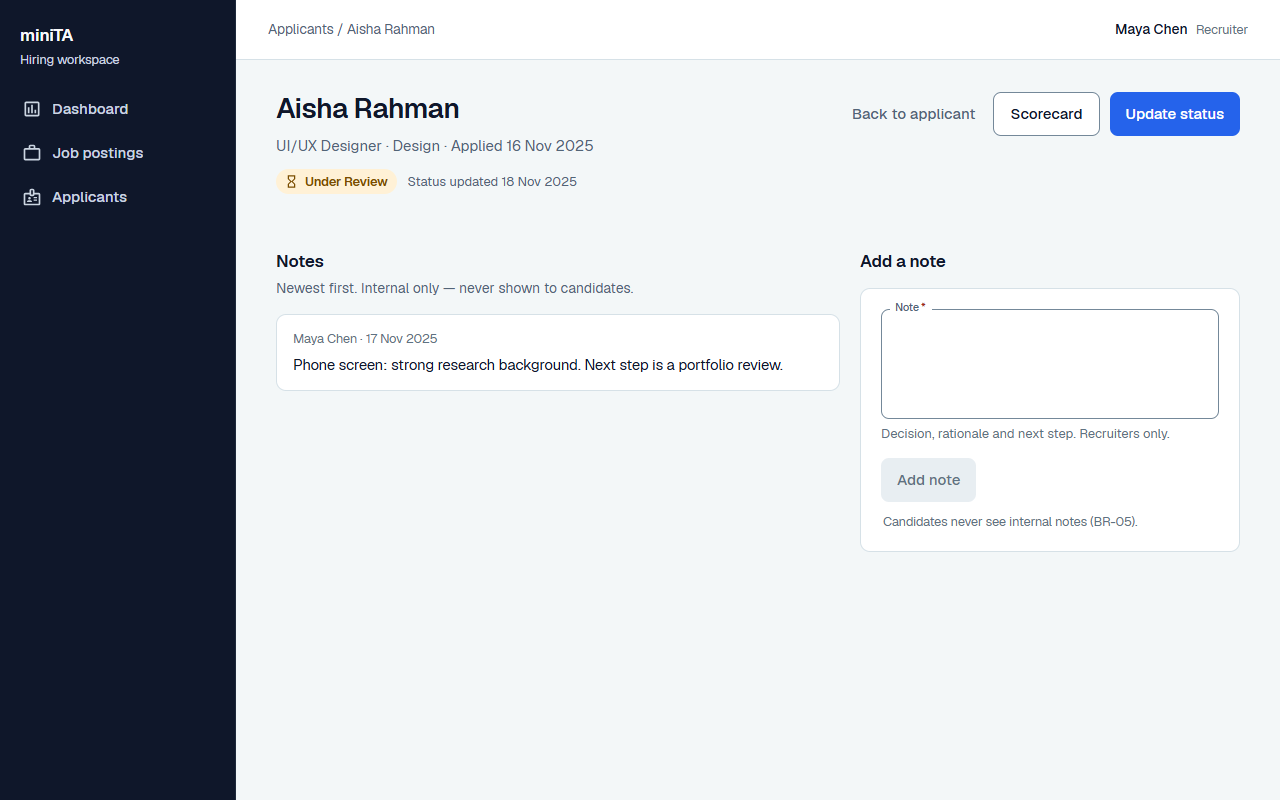 miniTA
Hiring workspace
Dashboard
Job postings
Applicants
Applicants / Aisha Rahman
Maya Chen Recruiter
Aisha Rahman
Back to applicant
Scorecard
Update status
UI/UX Designer · Design · Applied 16 Nov 2025
Under Review
Status updated 18 Nov 2025
Notes
Newest first. Internal only — never shown to candidates.
Maya Chen · 17 Nov 2025
Phone screen: strong research background. Next step is a portfolio review.
Add a note
Note *
Decision, rationale and next step. Recruiters only.
Add note
Candidates never see internal notes (BR-05).